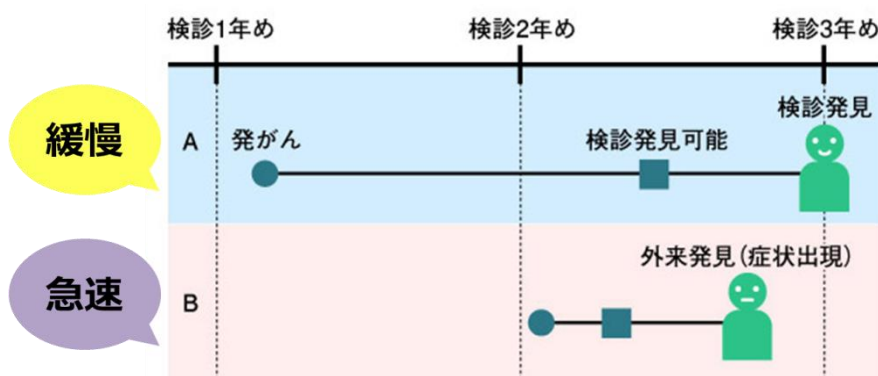 検診1年め 検診2年め 検診3年め
緩慢
A
発がん
検診発見可能
検診発見
急速
B
外来発見(症状出現)